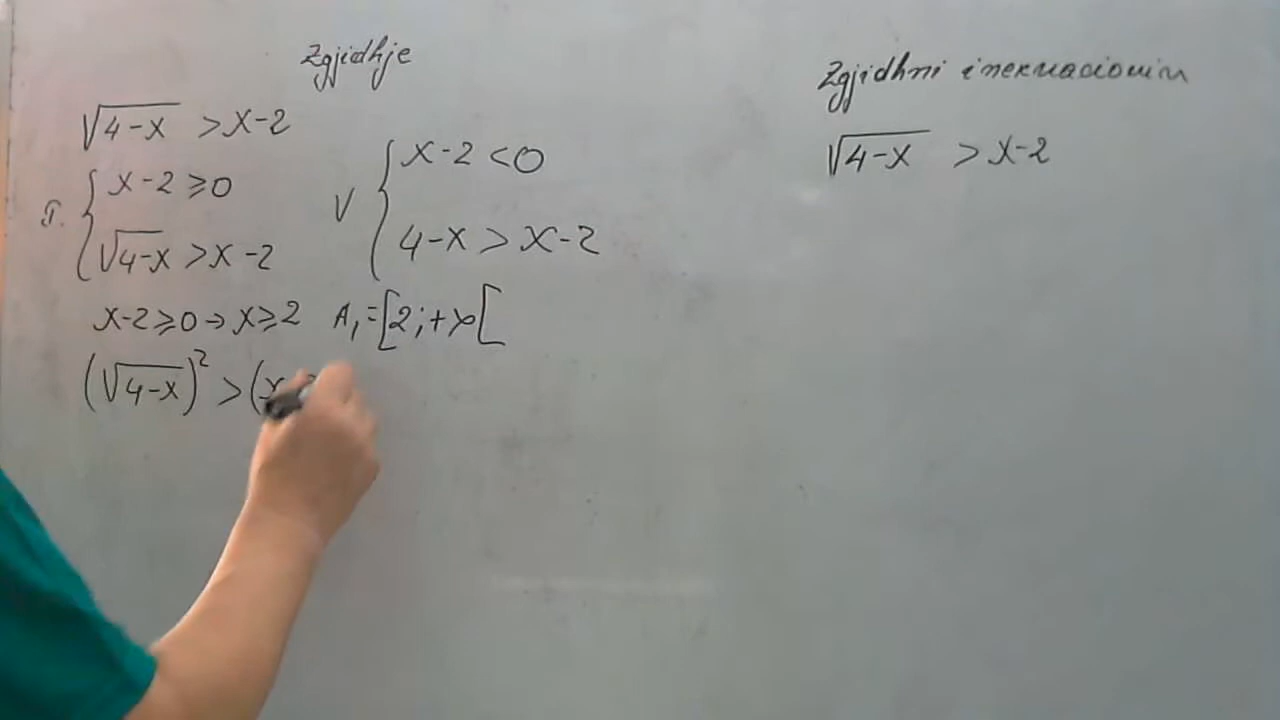 Zgjidhje
√4-x > x-2
I. { x-2 ≥ 0
√4-x > x-2
V { x-2 < 0
4-x > x-2
x-2 ≥ 0 → x ≥ 2 A₁ = [2; +∞[
(√4-x)² > (x
Zgjidhni inekuacionin
√4-x > x-2